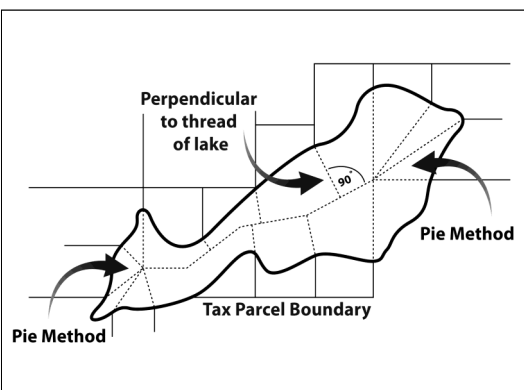 Perpendicular
to thread
of lake
90
Pie Method
Tax Parcel Boundary
Pie Method